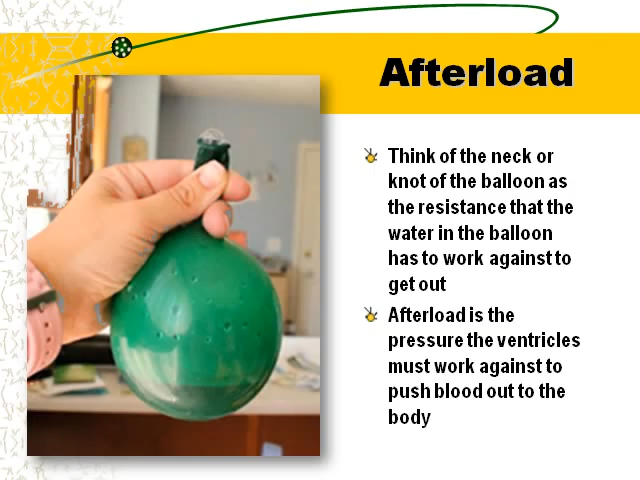 Afterload
Think of the neck or
knot of the balloon as
the resistance that the
water in the balloon
has to work against to
get out
Afterload is the
pressure the ventricles
must work against to
push blood out to the
body